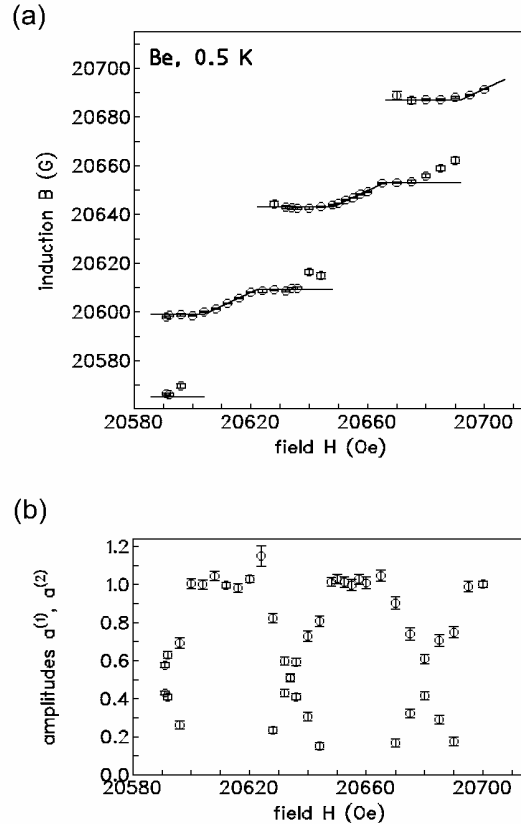 (a)
Be, 0.5 K
20700
20680
20660
20640
20620
20600
20580
induction B (G)
20580 20620 20660 20700
field H (Oe)
(b)
1.2
1.0
0.8
0.6
0.4
0.2
0.0
amplitudes a⁽¹⁾, a⁽²⁾
20580 20620 20660 20700
field H (Oe)